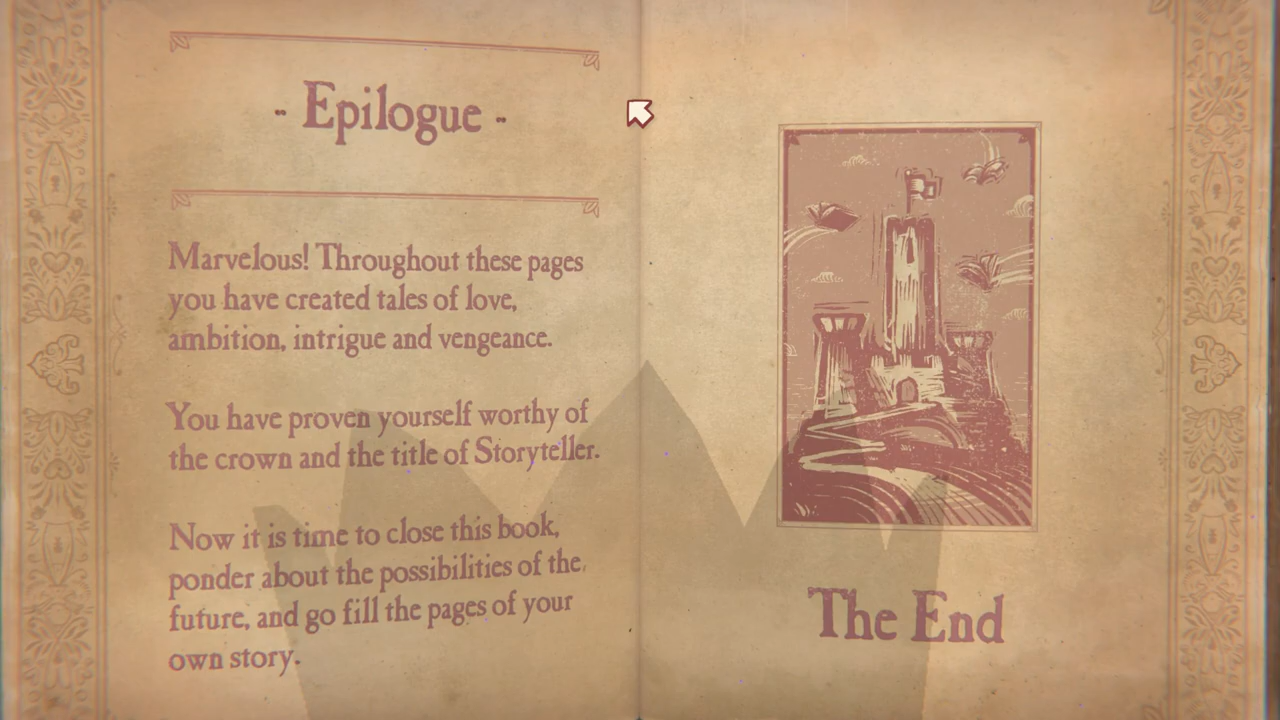 - Epilogue -
Marvelous! Throughout these pages
you have created tales of love,
ambition, intrigue and vengeance.
You have proven yourself worthy of
the crown and the title of Storyteller.
Now it is time to close this book,
ponder about the possibilities of the
future, and go fill the pages of your
own story.
The End